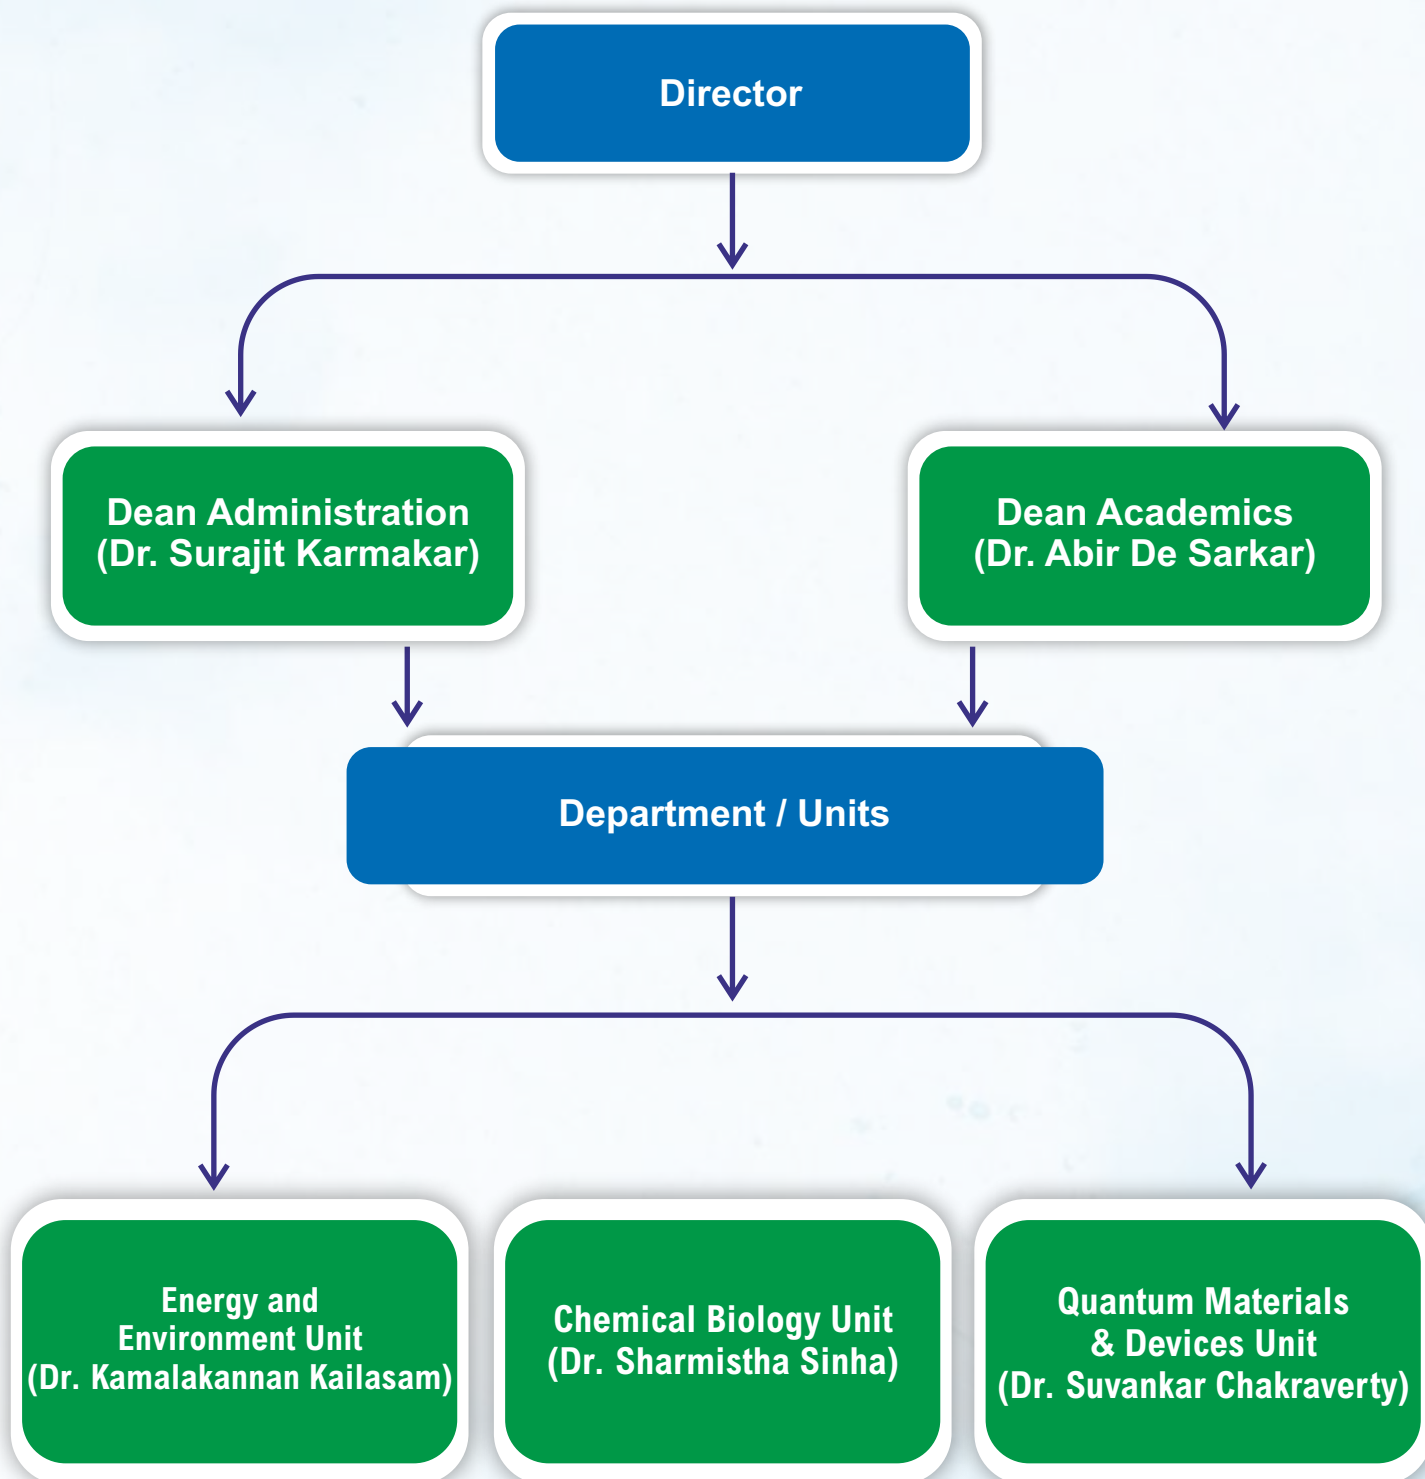 Director
Dean Administration
(Dr. Surajit Karmakar)
Dean Academics
(Dr. Abir De Sarkar)
Department / Units
Energy and
Environment Unit
(Dr. Kamalakannan Kailasam)
Chemical Biology Unit
(Dr. Sharmistha Sinha)
Quantum Materials
& Devices Unit
(Dr. Suvankar Chakraverty)